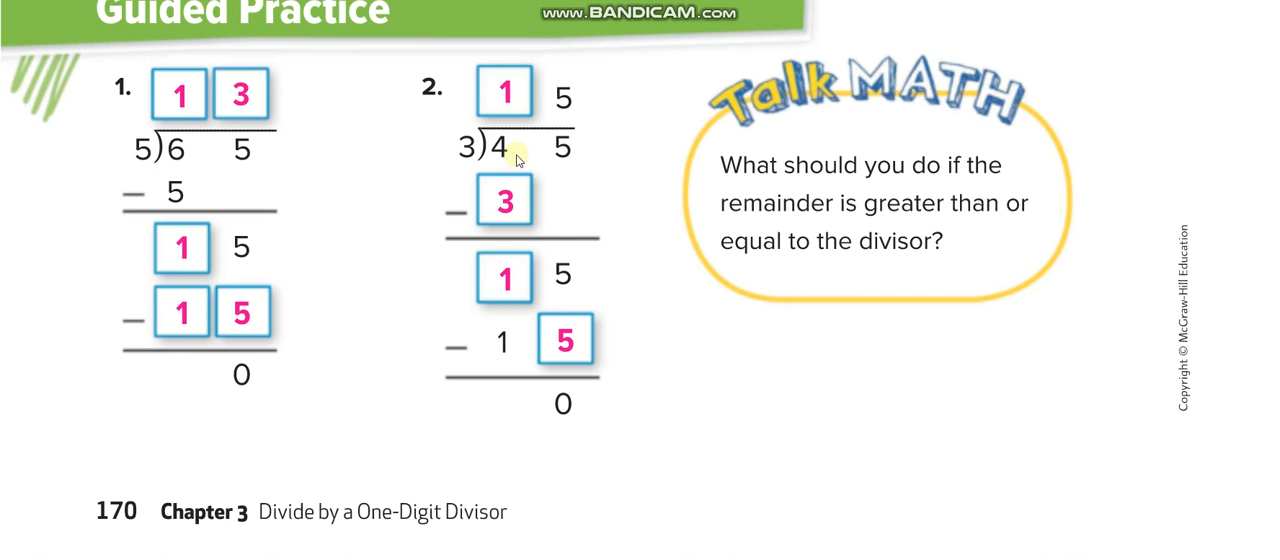 Guided Practice
www.BANDICAM.com
1. 1 3
5)6 5
− 5
1 5
− 1 5
0
2. 1 5
3)4 5
− 3
1 5
− 1 5
0
Talk MATH
What should you do if the
remainder is greater than or
equal to the divisor?
Copyright © McGraw-Hill Education
170 Chapter 3 Divide by a One-Digit Divisor